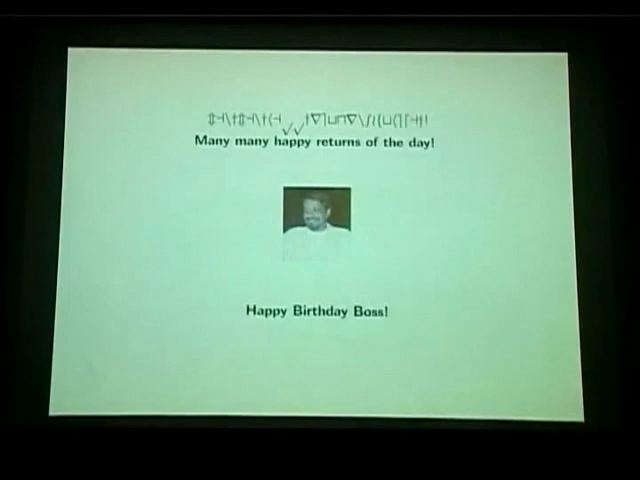 ⇕⊣\†⇕⊣\†⟨⊣√√†∇⌉⊔⊓∇\∫≀{⊔⟨⌉⌈⊣†!
Many many happy returns of the day!
Happy Birthday Boss!